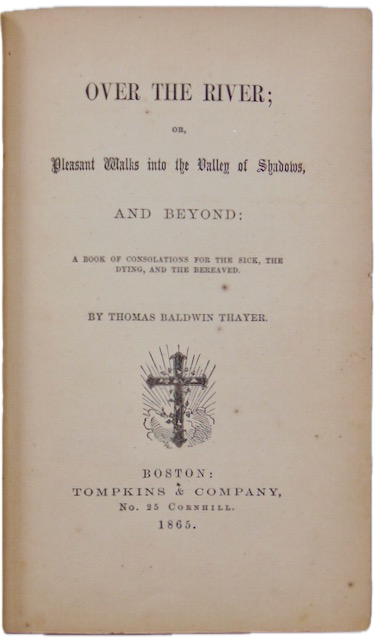 OVER THE RIVER;
OR,
Pleasant Walks into the Valley of Shadows,
AND BEYOND:
A BOOK OF CONSOLATIONS FOR THE SICK, THE
DYING, AND THE BEREAVED.
BY THOMAS BALDWIN THAYER.
BOSTON:
TOMPKINS & COMPANY,
No. 25 CORNHILL.
1865.